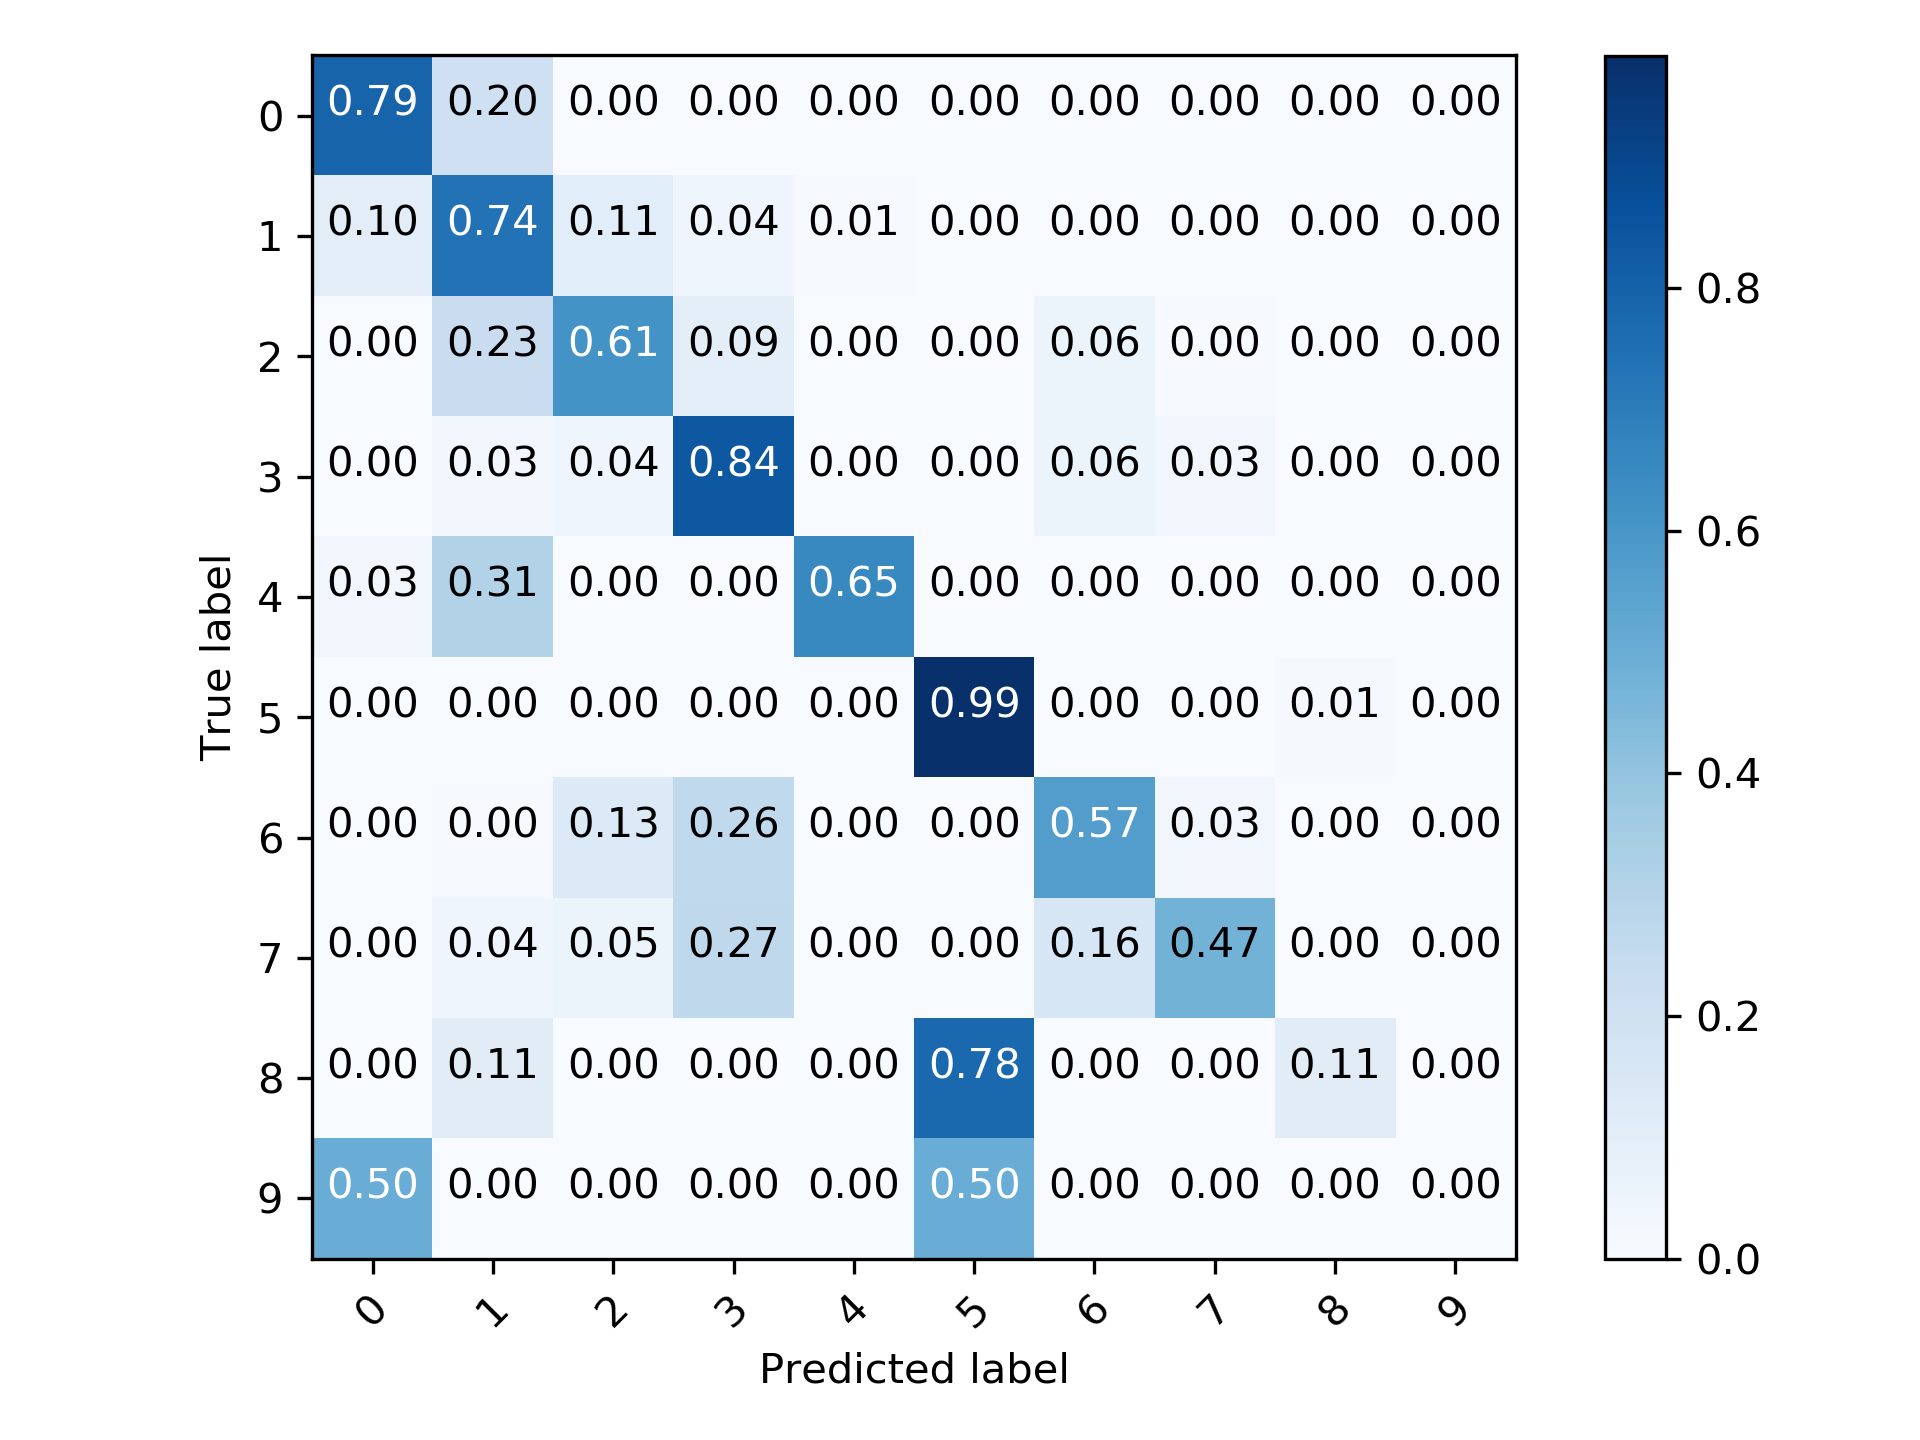 0 0.79 0.20 0.00 0.00 0.00 0.00 0.00 0.00 0.00 0.00
1 0.10 0.74 0.11 0.04 0.01 0.00 0.00 0.00 0.00 0.00
2 0.00 0.23 0.61 0.09 0.00 0.00 0.06 0.00 0.00 0.00
3 0.00 0.03 0.04 0.84 0.00 0.00 0.06 0.03 0.00 0.00
4 0.03 0.31 0.00 0.00 0.65 0.00 0.00 0.00 0.00 0.00
5 0.00 0.00 0.00 0.00 0.00 0.99 0.00 0.00 0.01 0.00
6 0.00 0.00 0.13 0.26 0.00 0.00 0.57 0.03 0.00 0.00
7 0.00 0.04 0.05 0.27 0.00 0.00 0.16 0.47 0.00 0.00
8 0.00 0.11 0.00 0.00 0.00 0.78 0.00 0.00 0.11 0.00
9 0.50 0.00 0.00 0.00 0.00 0.50 0.00 0.00 0.00 0.00
0 1 2 3 4 5 6 7 8 9
Predicted label
True label
0.8
0.6
0.4
0.2
0.0